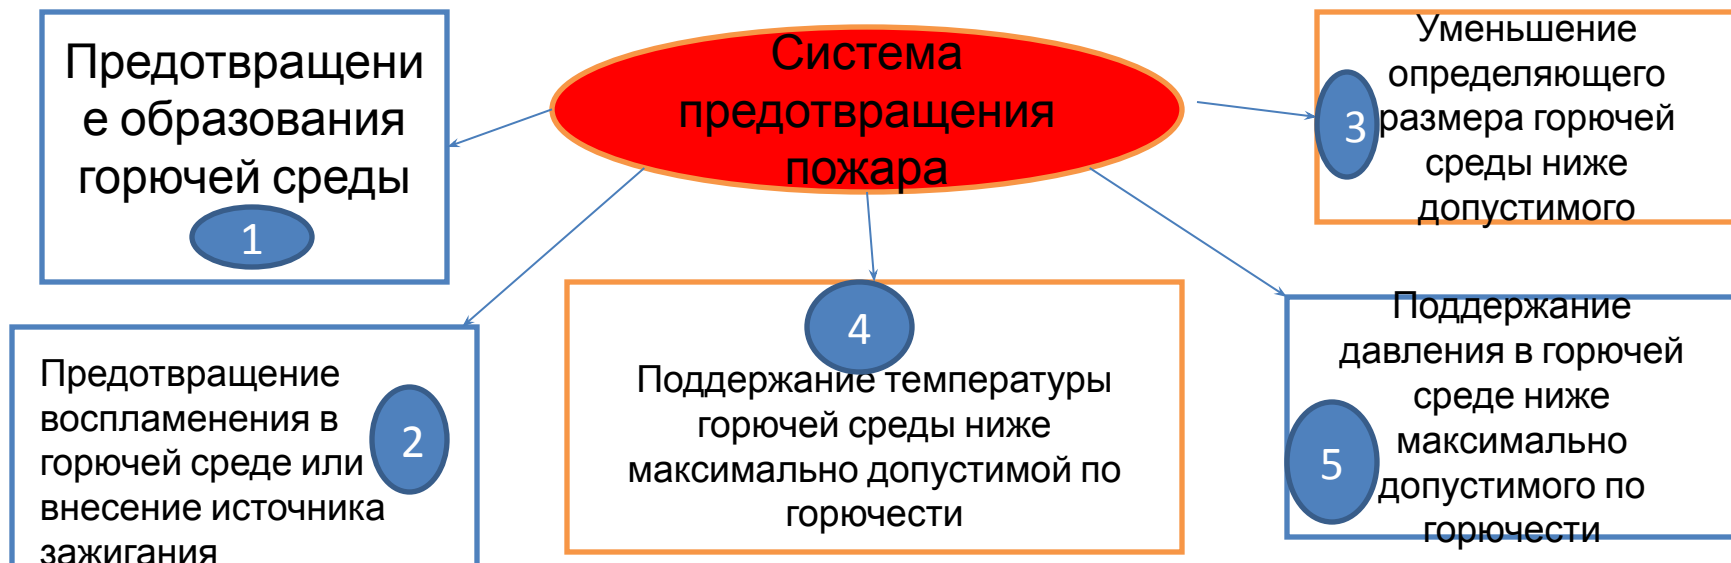 Система
предотвращения
пожара
Предотвращени
е образования
горючей среды
1
Предотвращение
воспламенения в
горючей среде или
внесение источника
зажигания
2
Уменьшение
определяющего
размера горючей
среды ниже
допустимого
3
4
Поддержание температуры
горючей среды ниже
максимально допустимой по
горючести
Поддержание
давления в горючей
среде ниже
максимально
допустимого по
горючести
5